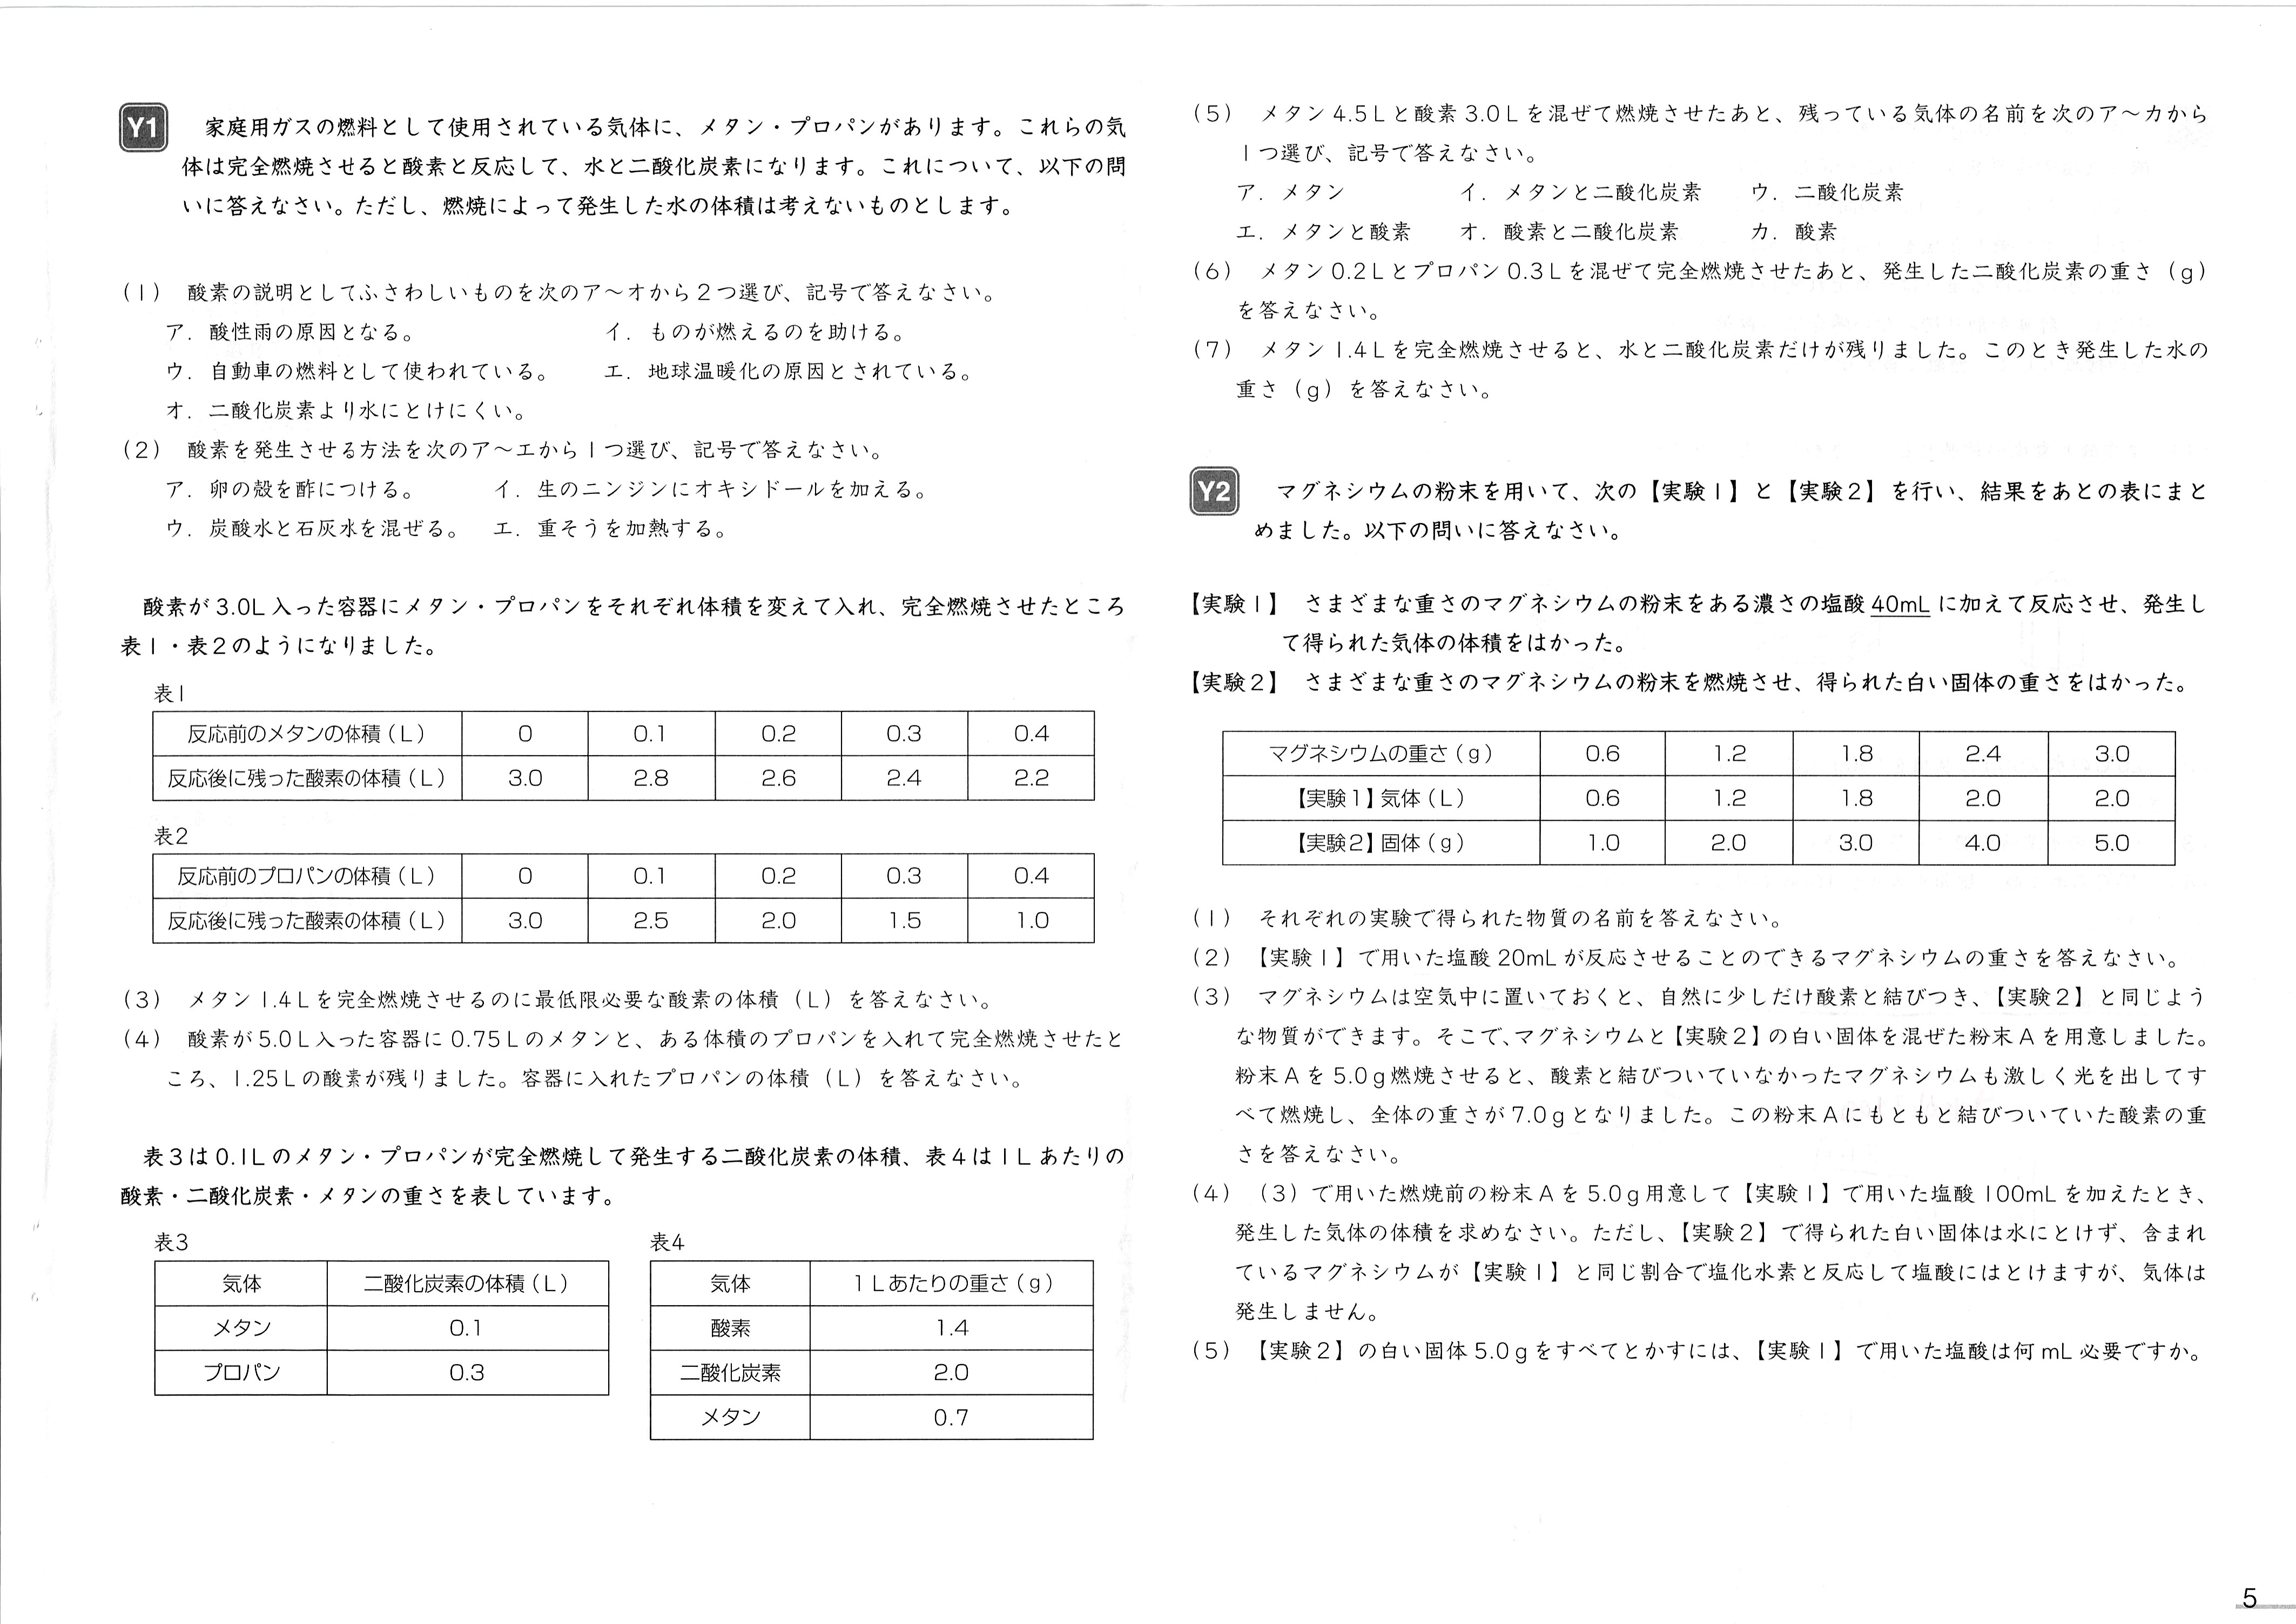 Y1 家庭用ガスの燃料として使用されている気体に、メタン・プロパンがあります。これらの気
体は完全燃焼させると酸素と反応して、水と二酸化炭素になります。これについて、以下の問
いに答えなさい。ただし、燃焼によって発生した水の体積は考えないものとします。
(1) 酸素の説明としてふさわしいものを次のア〜オから2つ選び、記号で答えなさい。
ア．酸性雨の原因となる。 イ．ものが燃えるのを助ける。
ウ．自動車の燃料として使われている。 エ．地球温暖化の原因とされている。
オ．二酸化炭素より水にとけにくい。
(2) 酸素を発生させる方法を次のア〜エから1つ選び、記号で答えなさい。
ア．卵の殻を酢につける。 イ．生のニンジンにオキシドールを加える。
ウ．炭酸水と石灰水を混ぜる。 エ．重そうを加熱する。
酸素が3.0L入った容器にメタン・プロパンをそれぞれ体積を変えて入れ、完全燃焼させたところ
表1・表2のようになりました。
表1
反応前のメタンの体積(L) 0 0.1 0.2 0.3 0.4
反応後に残った酸素の体積(L) 3.0 2.8 2.6 2.4 2.2
表2
反応前のプロパンの体積(L) 0 0.1 0.2 0.3 0.4
反応後に残った酸素の体積(L) 3.0 2.5 2.0 1.5 1.0
(3) メタン1.4Lを完全燃焼させるのに最低限必要な酸素の体積(L)を答えなさい。
(4) 酸素が5.0L入った容器に0.75Lのメタンと、ある体積のプロパンを入れて完全燃焼させたと
ころ、1.25Lの酸素が残りました。容器に入れたプロパンの体積(L)を答えなさい。
表3は0.1Lのメタン・プロパンが完全燃焼して発生する二酸化炭素の体積、表4は1Lあたりの
酸素・二酸化炭素・メタンの重さを表しています。
表3
気体 二酸化炭素の体積(L)
メタン 0.1
プロパン 0.3
表4
気体 1Lあたりの重さ(g)
酸素 1.4
二酸化炭素 2.0
メタン 0.7
(5) メタン4.5Lと酸素3.0Lを混ぜて燃焼させたあと、残っている気体の名前を次のア〜カから
1つ選び、記号で答えなさい。
ア．メタン イ．メタンと二酸化炭素 ウ．二酸化炭素
エ．メタンと酸素 オ．酸素と二酸化炭素 カ．酸素
(6) メタン0.2Lとプロパン0.3Lを混ぜて完全燃焼させたあと、発生した二酸化炭素の重さ(g)
を答えなさい。
(7) メタン1.4Lを完全燃焼させると、水と二酸化炭素だけが残りました。このとき発生した水の
重さ(g)を答えなさい。
Y2 マグネシウムの粉末を用いて、次の【実験1】と【実験2】を行い、結果をあとの表にまと
めました。以下の問いに答えなさい。
【実験1】 さまざまな重さのマグネシウムの粉末をある濃さの塩酸40mLに加えて反応させ、発生し
て得られた気体の体積をはかった。
【実験2】 さまざまな重さのマグネシウムの粉末を燃焼させ、得られた白い固体の重さをはかった。
マグネシウムの重さ(g) 0.6 1.2 1.8 2.4 3.0
【実験1】気体(L) 0.6 1.2 1.8 2.0 2.0
【実験2】固体(g) 1.0 2.0 3.0 4.0 5.0
(1) それぞれの実験で得られた物質の名前を答えなさい。
(2) 【実験1】で用いた塩酸20mLが反応させることのできるマグネシウムの重さを答えなさい。
(3) マグネシウムは空気中に置いておくと、自然に少しだけ酸素と結びつき、【実験2】と同じよう
な物質ができます。そこで、マグネシウムと【実験2】の白い固体を混ぜた粉末Aを用意しました。
粉末Aを5.0g燃焼させると、酸素と結びついていなかったマグネシウムも激しく光を出してす
べて燃焼し、全体の重さが7.0gとなりました。この粉末Aにもともと結びついていた酸素の重
さを答えなさい。
(4) (3)で用いた燃焼前の粉末Aを5.0g用意して【実験1】で用いた塩酸100mLを加えたとき、
発生した気体の体積を求めなさい。ただし、【実験2】で得られた白い固体は水にとけず、含まれ
ているマグネシウムが【実験1】と同じ割合で塩化水素と反応して塩酸にはとけますが、気体は
発生しません。
(5) 【実験2】の白い固体5.0gをすべてとかすには、【実験1】で用いた塩酸は何mL必要ですか。
5